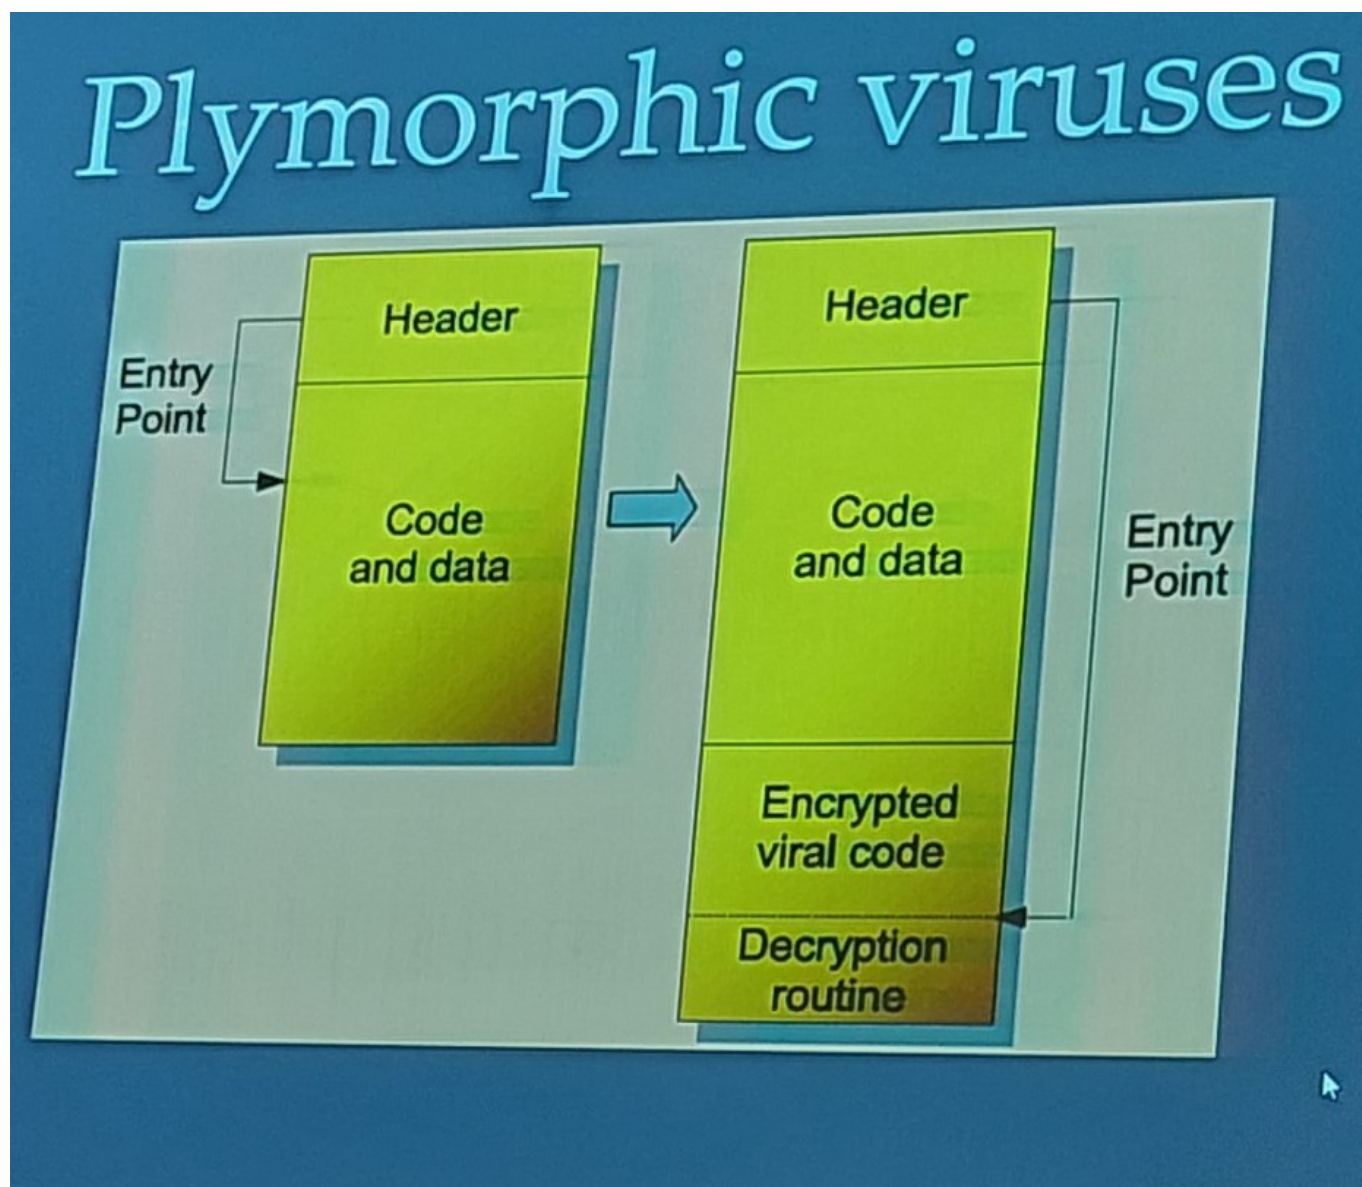 Plymorphic viruses
Header
Entry
Point
Code
and data
Header
Code
and data
Entry
Point
Encrypted
viral code
Decryption
routine